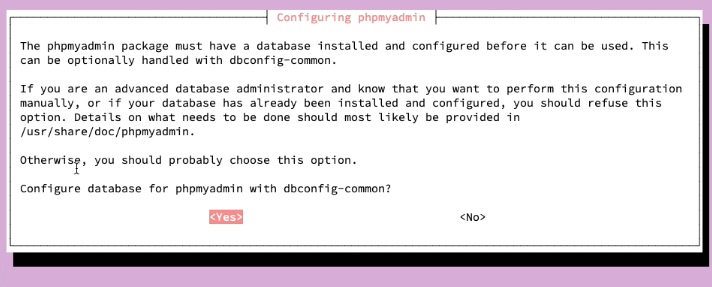 Configuring phpmyadmin
The phpmyadmin package must have a database installed and configured before it can be used. This
can be optionally handled with dbconfig-common.
If you are an advanced database administrator and know that you want to perform this configuration
manually, or if your database has already been installed and configured, you should refuse this
option. Details on what needs to be done should most likely be provided in
/usr/share/doc/phpmyadmin.
Otherwise, you should probably choose this option.
Configure database for phpmyadmin with dbconfig-common?
<Yes> <No>